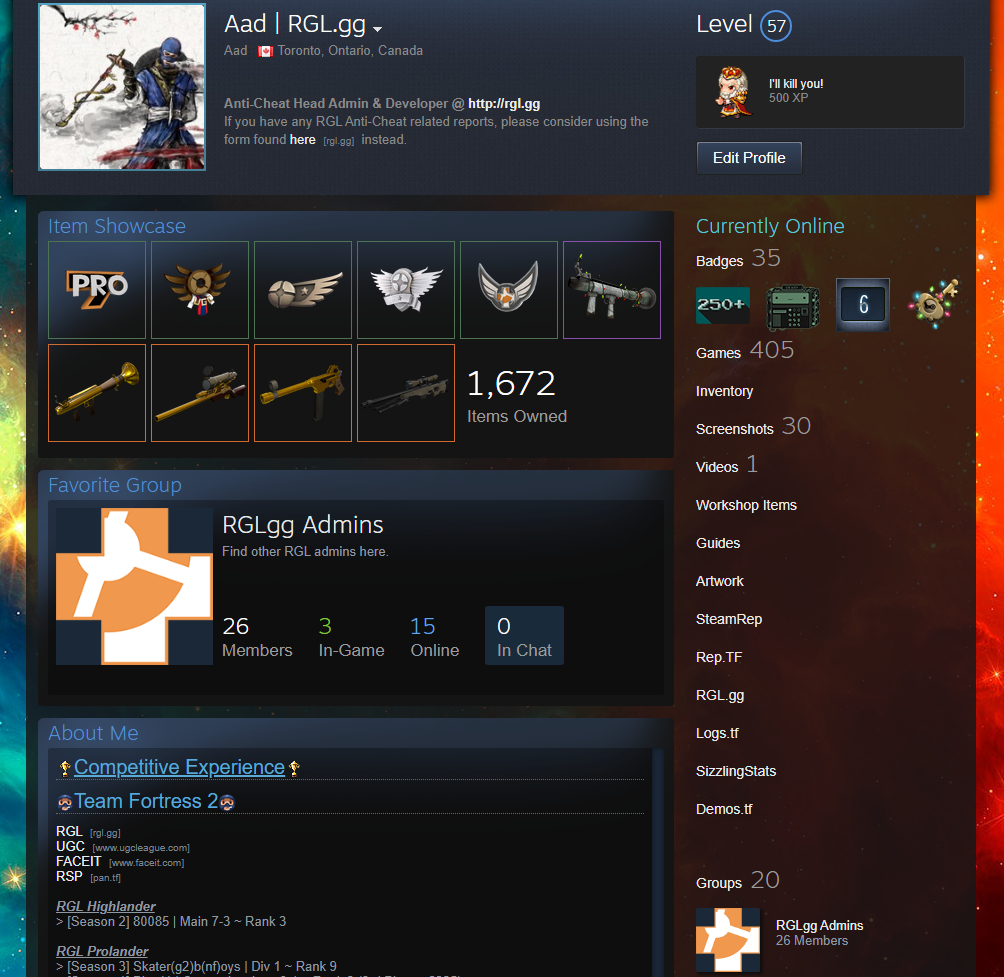 Aad | RGL.gg
Aad Toronto, Ontario, Canada
Anti-Cheat Head Admin & Developer @ http://rgl.gg
If you have any RGL Anti-Cheat related reports, please consider using the
form found here [rgl.gg] instead.
Level 57
I'll kill you!
500 XP
Edit Profile
Item Showcase
PRO
UGC
1,672
Items Owned
Favorite Group
RGLgg Admins
Find other RGL admins here.
26 Members
3 In-Game
15 Online
0 In Chat
About Me
Competitive Experience
Team Fortress 2
RGL [rgl.gg]
UGC [www.ugcleague.com]
FACEIT [www.faceit.com]
RSP [pan.tf]
RGL Highlander
> [Season 2] 80085 | Main 7-3 ~ Rank 3
RGL Prolander
> [Season 3] Skater(g2)b(nf)oys | Div 1 ~ Rank 9
Currently Online
Badges 35
250+
6
Games 405
Inventory
Screenshots 30
Videos 1
Workshop Items
Guides
Artwork
SteamRep
Rep.TF
RGL.gg
Logs.tf
SizzlingStats
Demos.tf
Groups 20
RGLgg Admins
26 Members